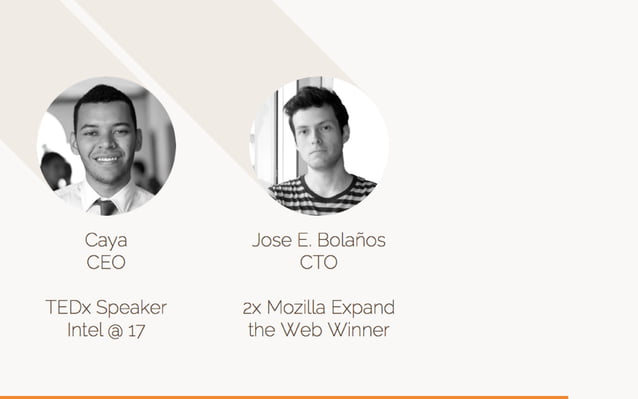 Caya
CEO
TEDx Speaker
Intel @ 17
Jose E. Bolaños
CTO
2x Mozilla Expand
the Web Winner